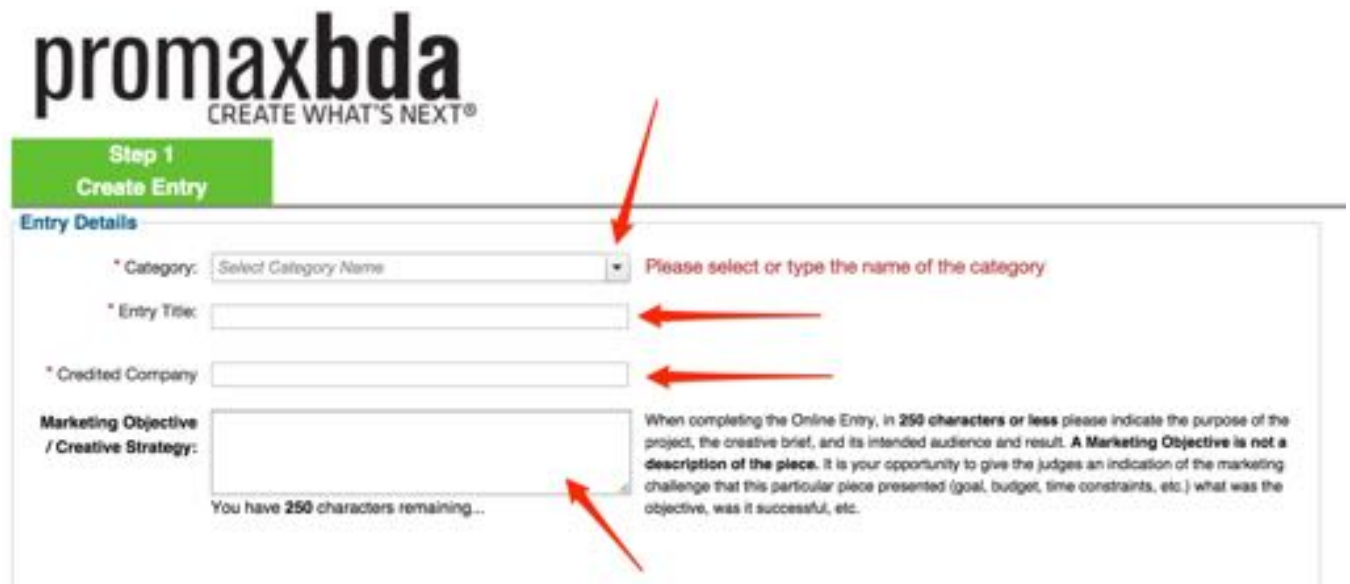 promaxbda
CREATE WHAT'S NEXT®
Step 1
Create Entry
Entry Details
* Category: Select Category Name Please select or type the name of the category
* Entry Title:
* Credited Company
Marketing Objective
/ Creative Strategy:
You have 250 characters remaining...
When completing the Online Entry, in 250 characters or less please indicate the purpose of the
project, the creative brief, and its intended audience and result. A Marketing Objective is not a
description of the piece. It is your opportunity to give the judges an indication of the marketing
challenge that this particular piece presented (goal, budget, time constraints, etc.) what was the
objective, was it successful, etc.